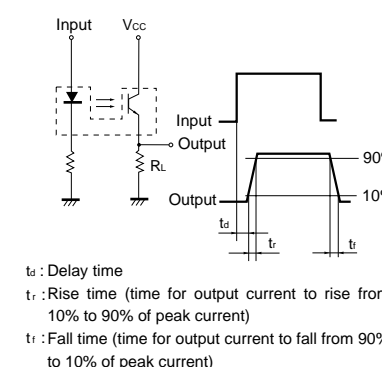 Input Vcc
Input
Output
RL
90%
Output
10%
td
tr tf
td : Delay time
tr : Rise time (time for output current to rise from
10% to 90% of peak current)
tf : Fall time (time for output current to fall from 90%
to 10% of peak current)